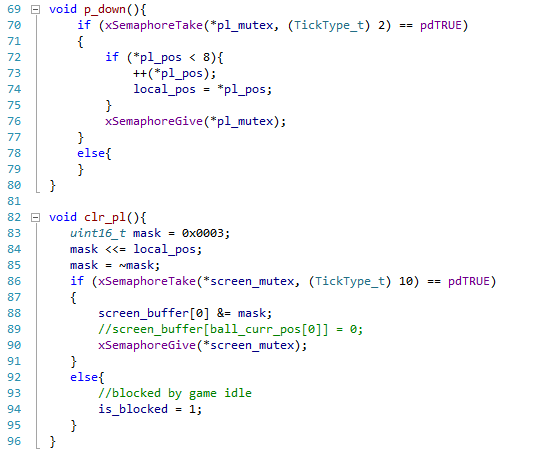 69 void p_down(){
70 if (xSemaphoreTake(*pl_mutex, (TickType_t) 2) == pdTRUE)
71 {
72 if (*pl_pos < 8){
73 ++(*pl_pos);
74 local_pos = *pl_pos;
75 }
76 xSemaphoreGive(*pl_mutex);
77 }
78 else{
79 }
80 }
81
82 void clr_pl(){
83 uint16_t mask = 0x0003;
84 mask <<= local_pos;
85 mask = ~mask;
86 if (xSemaphoreTake(*screen_mutex, (TickType_t) 10) == pdTRUE)
87 {
88 screen_buffer[0] &= mask;
89 //screen_buffer[ball_curr_pos[0]] = 0;
90 xSemaphoreGive(*screen_mutex);
91 }
92 else{
93 //blocked by game idle
94 is_blocked = 1;
95 }
96 }